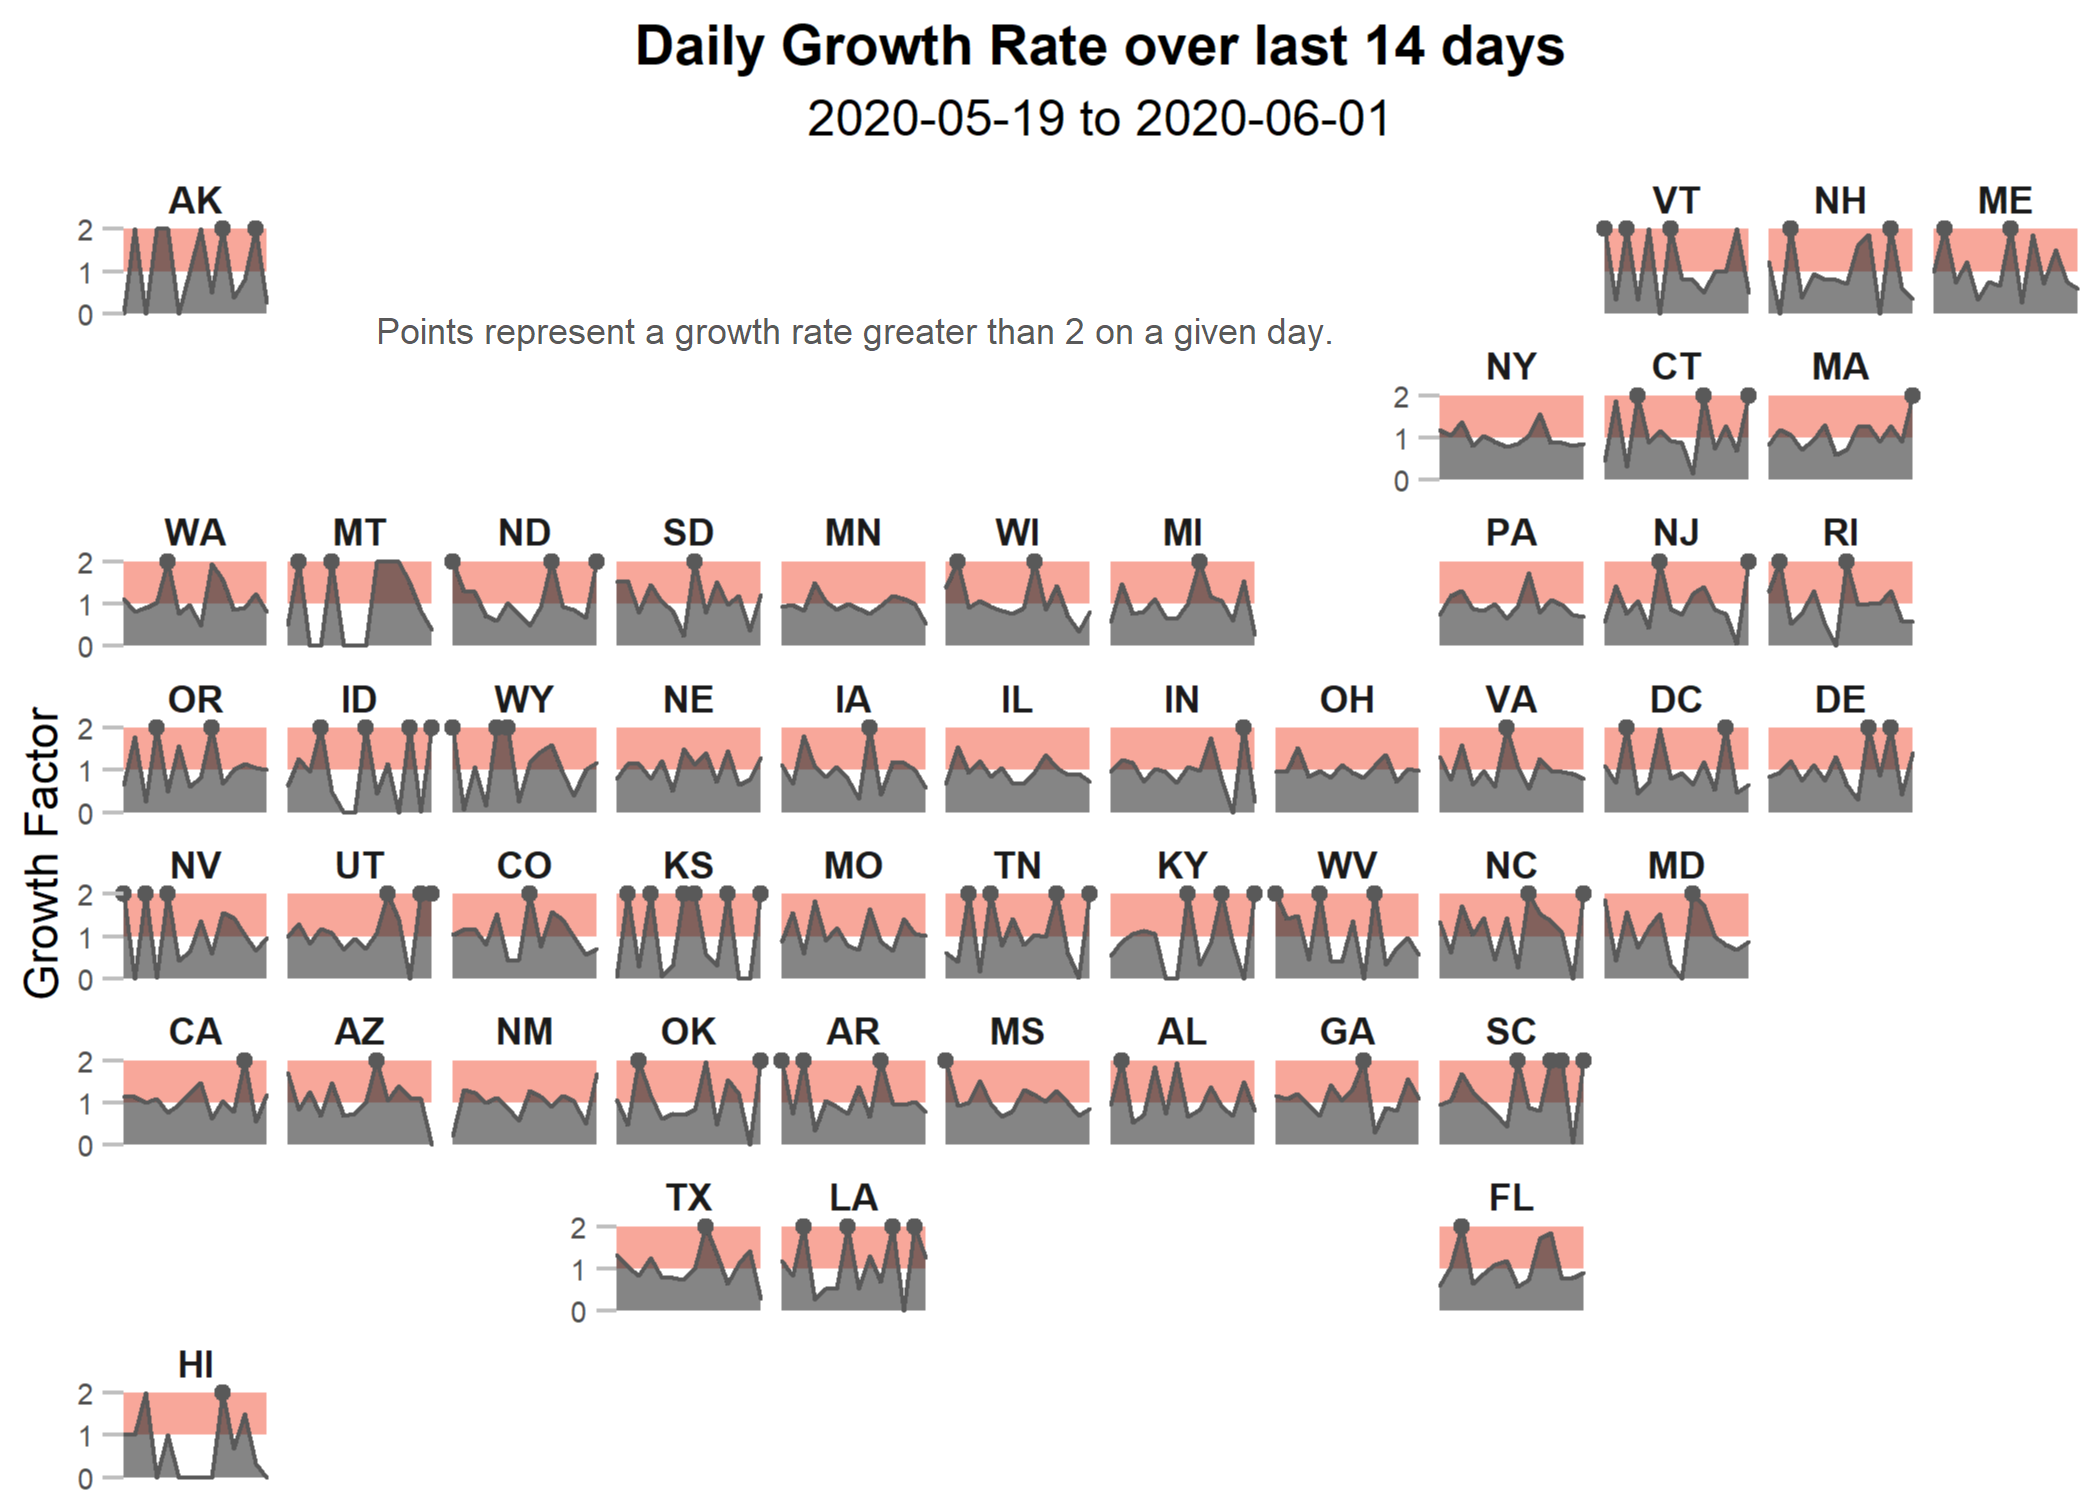 Daily Growth Rate over last 14 days
2020-05-19 to 2020-06-01
AK VT NH ME
2
1
0
Points represent a growth rate greater than 2 on a given day.
NY CT MA
2
1
0
WA MT ND SD MN WI MI PA NJ RI
2
1
0
OR ID WY NE IA IL IN OH VA DC DE
2
1
0
Growth Factor
NV UT CO KS MO TN KY WV NC MD
2
1
0
CA AZ NM OK AR MS AL GA SC
2
1
0
TX LA FL
2
1
0
HI
2
1
0